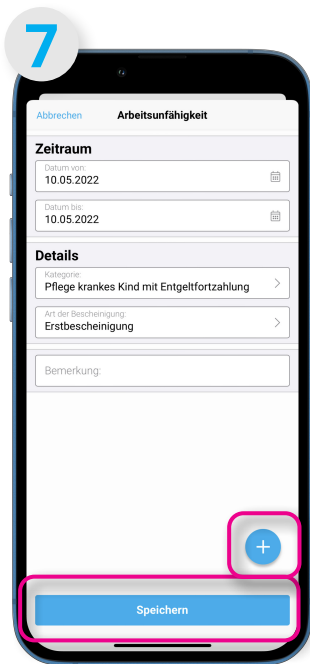 7
Abbrechen Arbeitsunfähigkeit
Zeitraum
Datum von:
10.05.2022
Datum bis:
10.05.2022
Details
Kategorie:
Pflege krankes Kind mit Entgeltfortzahlung
Art der Bescheinigung:
Erstbescheinigung
Bemerkung:
+
Speichern